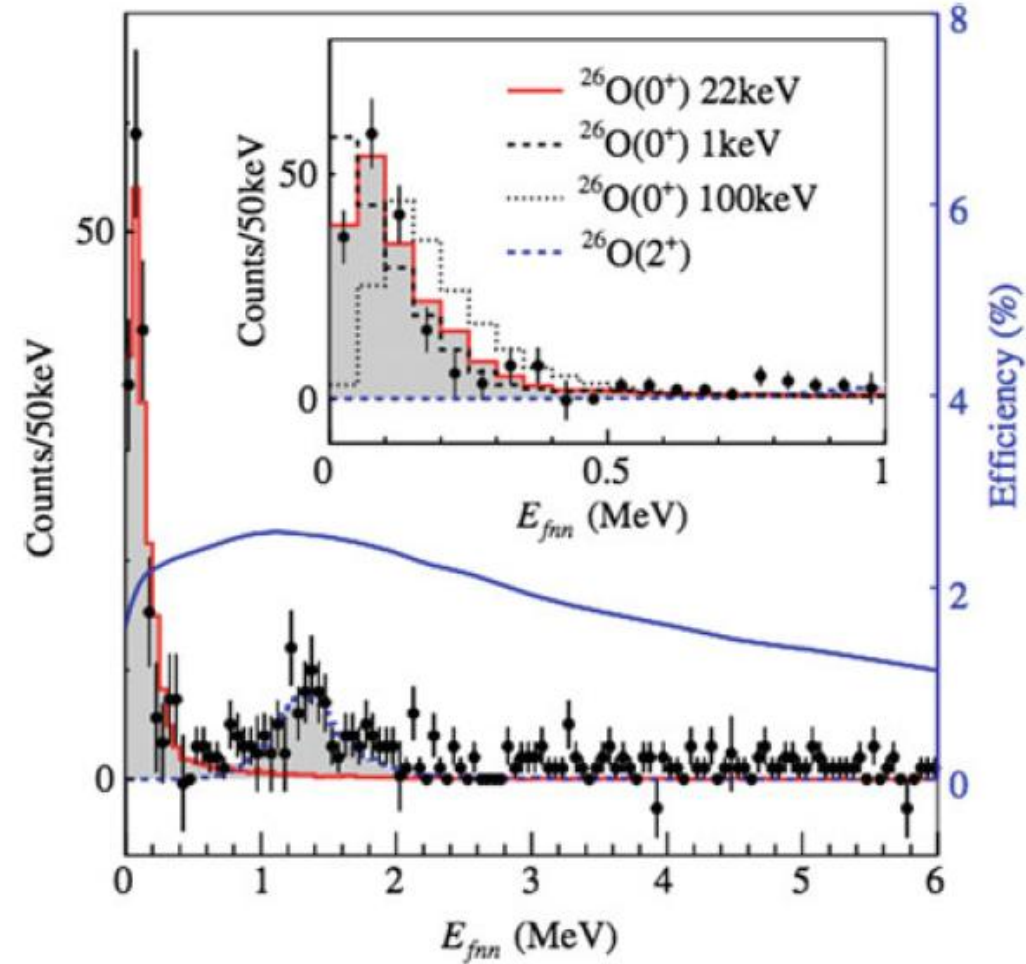 8
²⁶O(0⁺) 22keV
²⁶O(0⁺) 1keV
²⁶O(0⁺) 100keV
²⁶O(2⁺)
Counts/50keV
50
0
0
0.5
1
E_fnn (MeV)
Counts/50keV
50
0
6
4
2
0
Efficiency (%)
0
1
2
3
4
5
6
E_fnn (MeV)